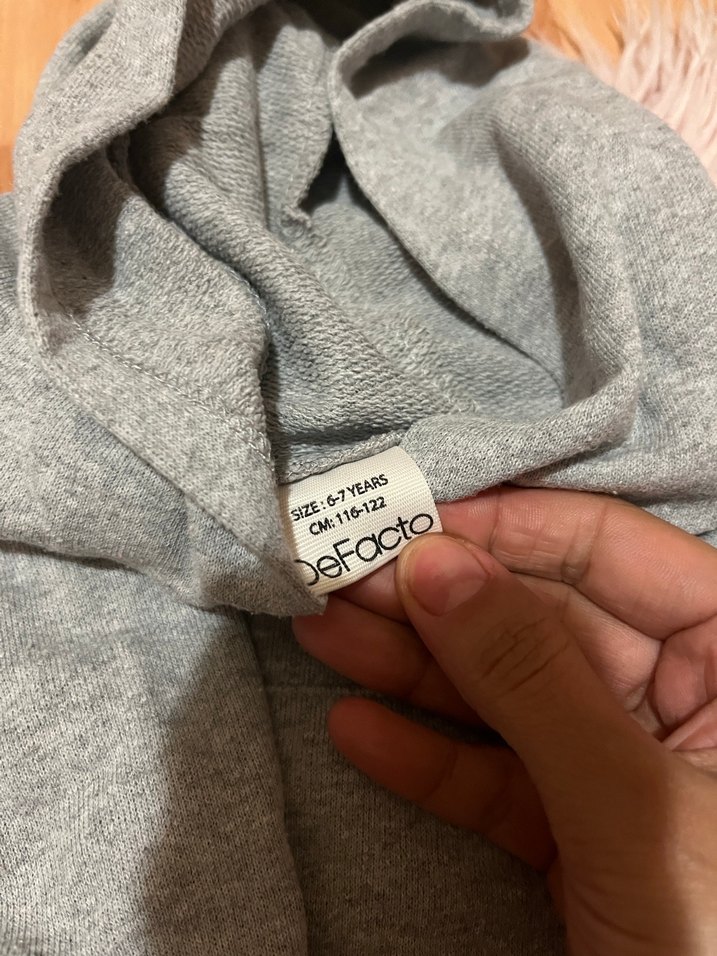 SIZE: 6-7 YEARS
CM: 116-122
DeFacto